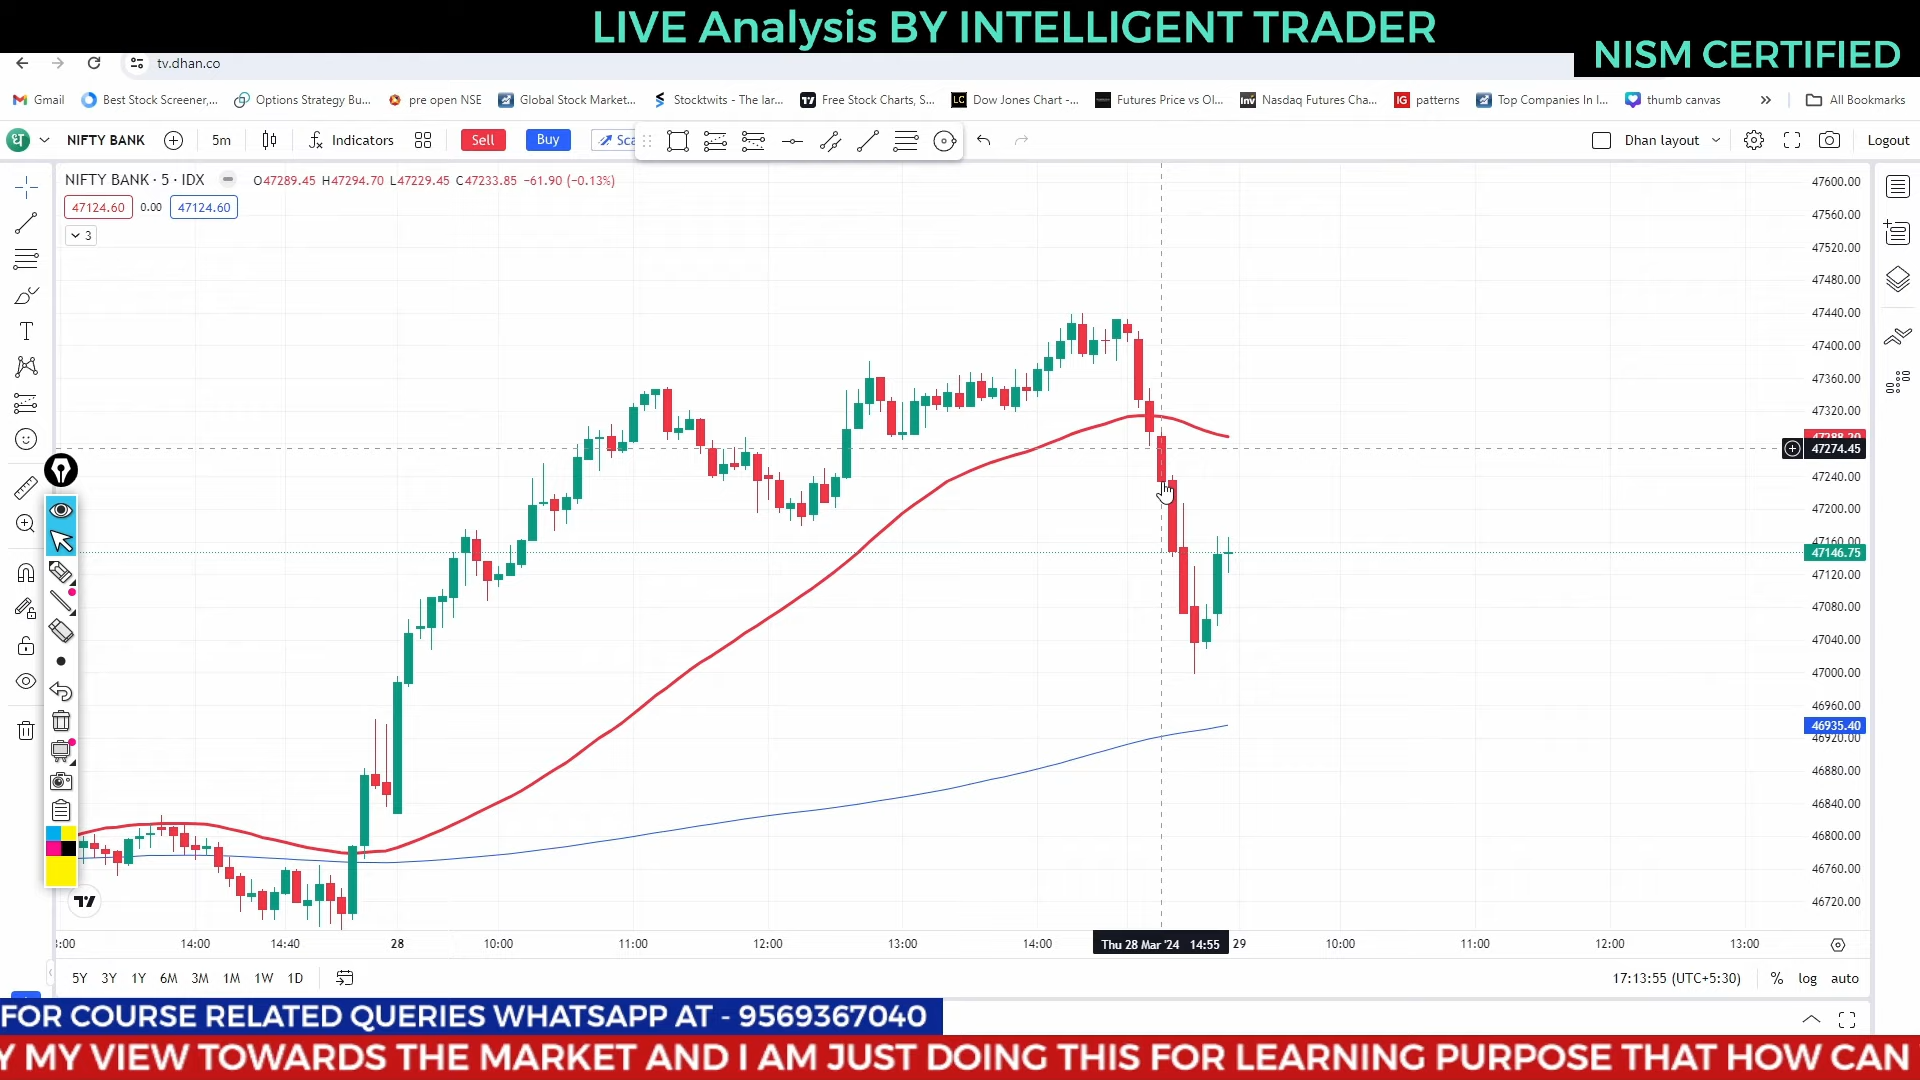 LIVE Analysis BY INTELLIGENT TRADER
NISM CERTIFIED
tv.dhan.co
Gmail
Best Stock Screener,...
Options Strategy Bu...
pre open NSE
Global Stock Market...
Stocktwits - The lar...
Free Stock Charts, S...
Dow Jones Chart -...
Futures Price vs Ol...
Nasdaq Futures Cha...
patterns
Top Companies In I...
thumb canvas
All Bookmarks
NIFTY BANK
5m
Indicators
Sell
Buy
Sca
Dhan layout
Logout
NIFTY BANK · 5 · IDX
O47289.45 H47294.70 L47229.45 C47233.85 −61.90 (−0.13%)
47124.60
0.00
47124.60
3
47600.00
47560.00
47520.00
47480.00
47440.00
47400.00
47360.00
47320.00
47274.45
47240.00
47200.00
47160.00
47146.75
47120.00
47080.00
47040.00
47000.00
46960.00
46935.40
46920.00
46880.00
46840.00
46800.00
46760.00
46720.00
:00
14:00
14:40
28
10:00
11:00
12:00
13:00
14:00
Thu 28 Mar '24 14:55
29
10:00
11:00
12:00
13:00
5Y
3Y
1Y
6M
3M
1M
1W
1D
17:13:55 (UTC+5:30)
%
log
auto
FOR COURSE RELATED QUERIES WHATSAPP AT - 9569367040
Y MY VIEW TOWARDS THE MARKET AND I AM JUST DOING THIS FOR LEARNING PURPOSE THAT HOW CAN